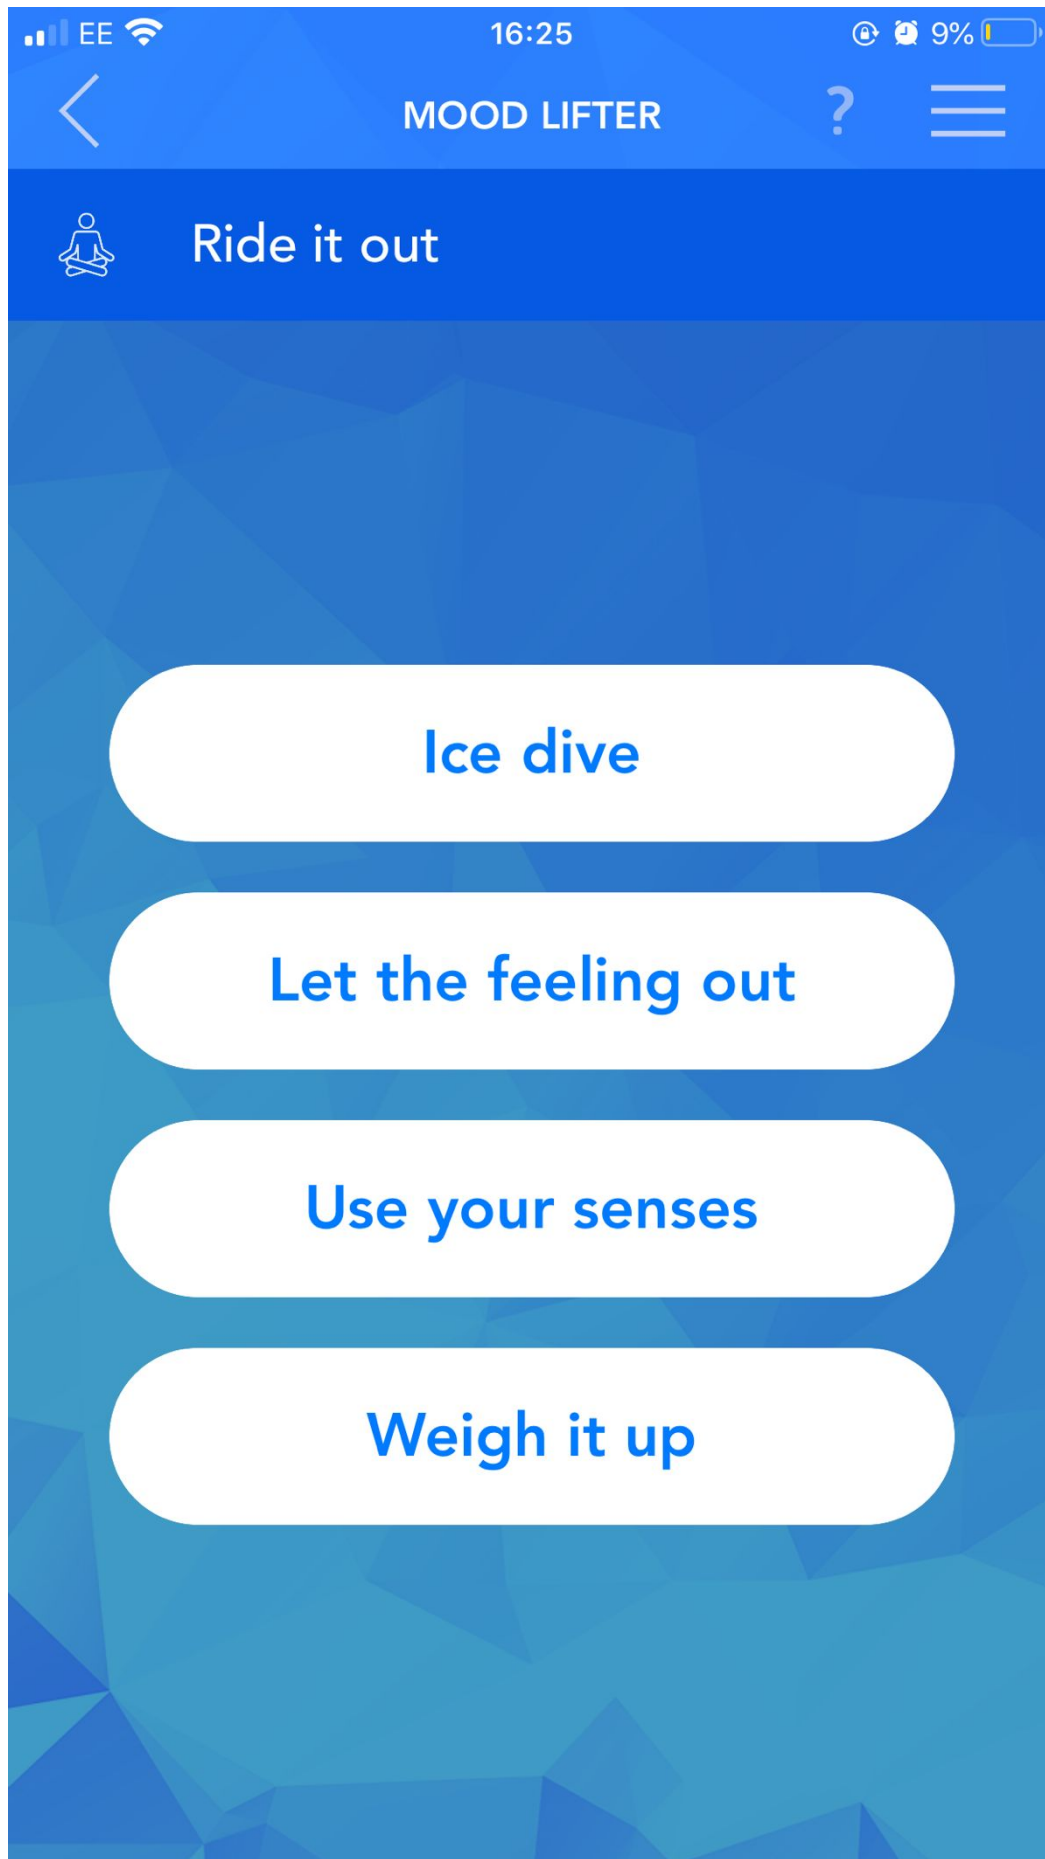 EE 16:25 9%
MOOD LIFTER ?
Ride it out
Ice dive
Let the feeling out
Use your senses
Weigh it up